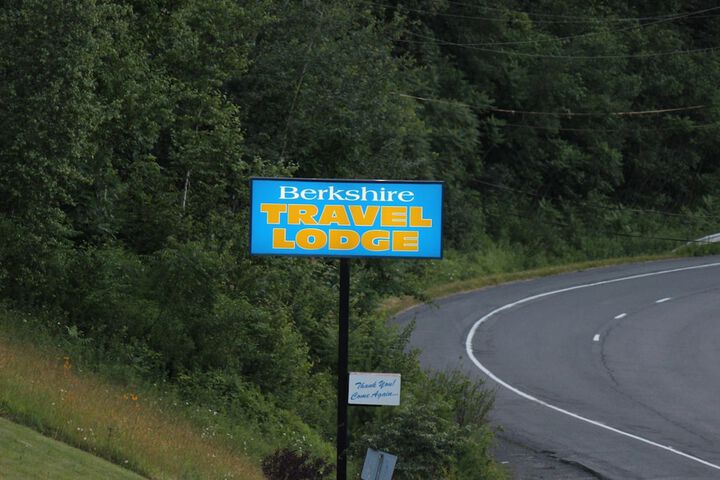 Berkshire
TRAVEL
LODGE
Thank You!
Come Again...